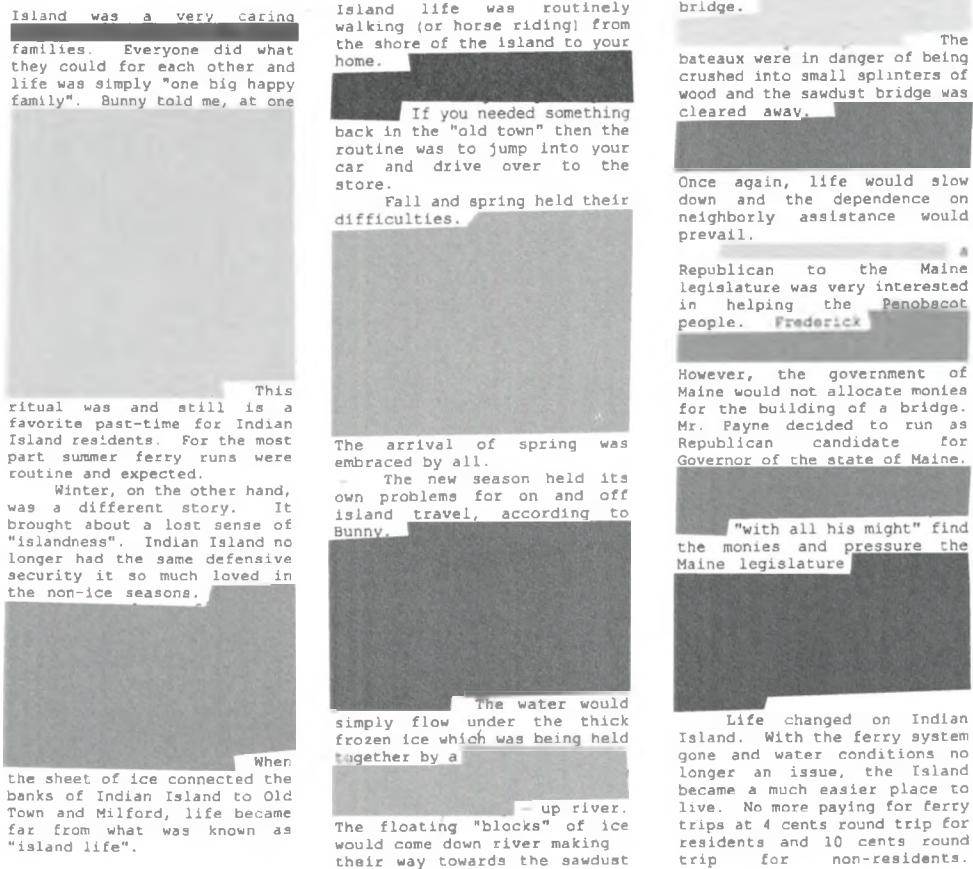 Island was a very caring
families. Everyone did what
they could for each other and
life was simply "one big happy
family". Bunny told me, at one
This
ritual was and still is a
favorite past-time for Indian
Island residents. For the most
part summer ferry runs were
routine and expected.
Winter, on the other hand,
was a different story. It
brought about a lost sense of
"islandness". Indian Island no
longer had the same defensive
security it so much loved in
the non-ice seasons.
When
the sheet of ice connected the
banks of Indian Island to Old
Town and Milford, life became
far from what was known as
"island life".
Island life was routinely
walking (or horse riding) from
the shore of the island to your
home.
If you needed something
back in the "old town" then the
routine was to jump into your
car and drive over to the
store.
Fall and spring held their
difficulties.
The arrival of spring was
embraced by all.
The new season held its
own problems for on and off
island travel, according to
Bunny.
The water would
simply flow under the thick
frozen ice which was being held
together by a
up river.
The floating "blocks" of ice
would come down river making
their way towards the sawdust
bridge.
The
bateaux were in danger of being
crushed into small splinters of
wood and the sawdust bridge was
cleared away.
Once again, life would slow
down and the dependence on
neighborly assistance would
prevail.
a
Republican to the Maine
legislature was very interested
in helping the Penobscot
people. Frederick
However, the government of
Maine would not allocate monies
for the building of a bridge.
Mr. Payne decided to run as
Republican candidate for
Governor of the state of Maine.
"with all his might" find
the monies and pressure the
Maine legislature
Life changed on Indian
Island. With the ferry system
gone and water conditions no
longer an issue, the Island
became a much easier place to
live. No more paying for ferry
trips at 4 cents round trip for
residents and 10 cents round
trip for non-residents.